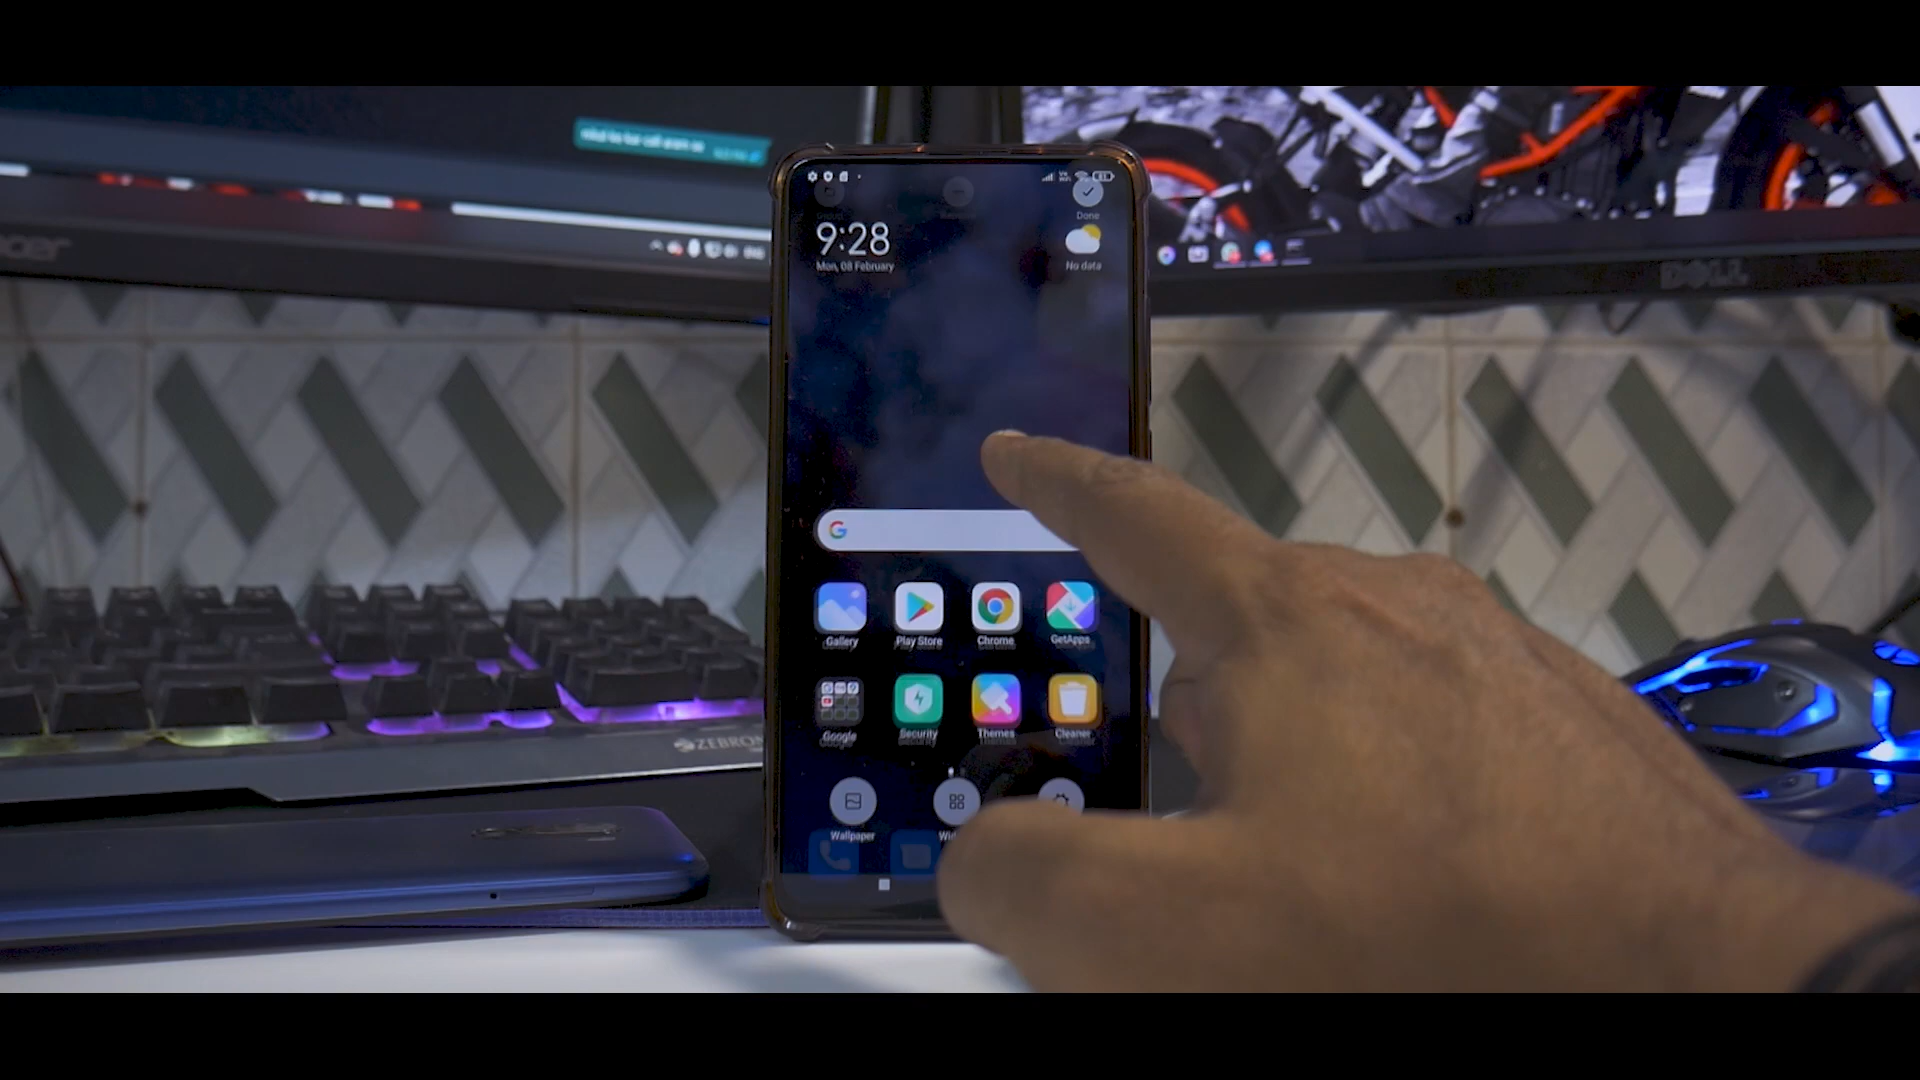 Done
9:28
Mon, 08 February
No data
DELL
Gallery
Play Store
Chrome
GetApps
Google
Security
Themes
Cleaner
ZEBRON
Wallpaper